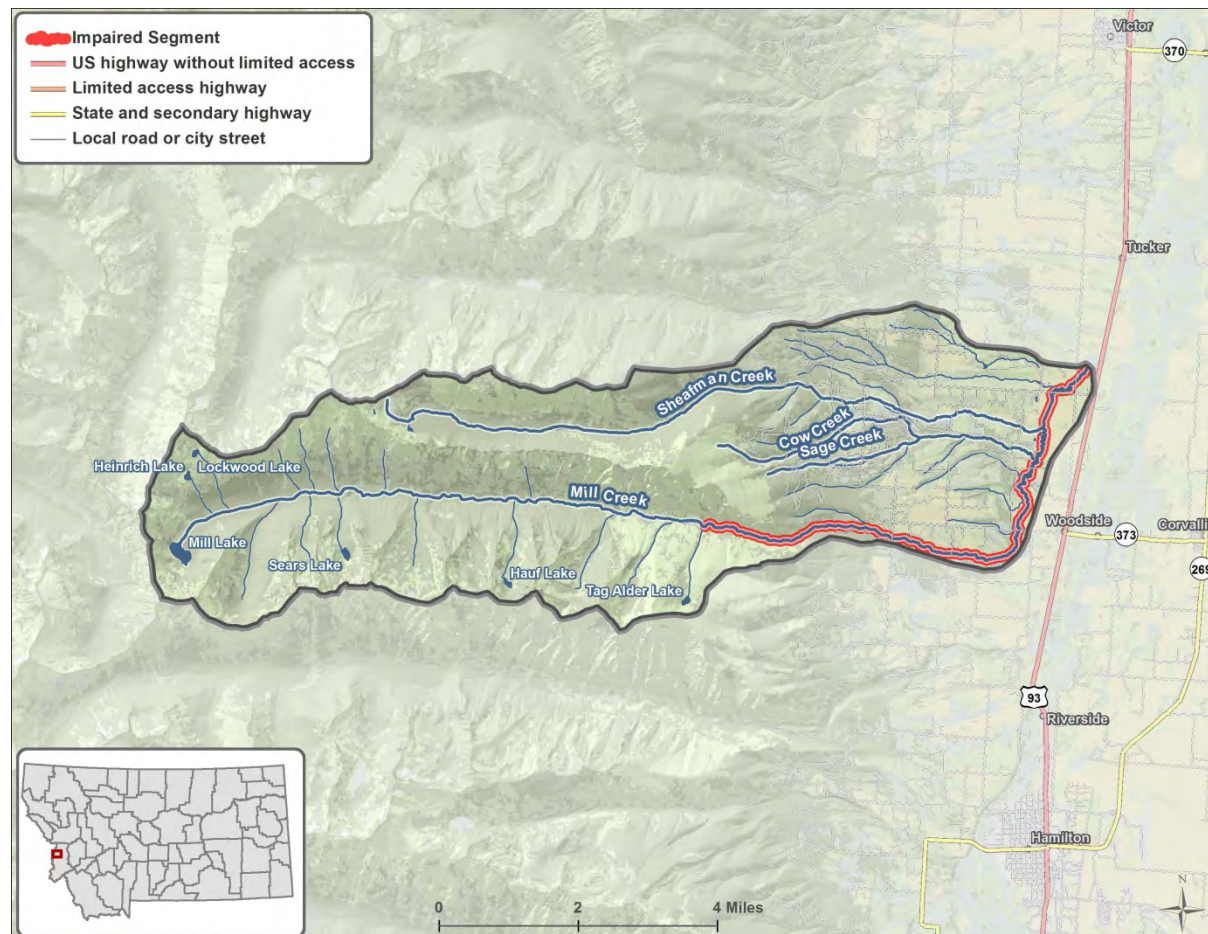 Impaired Segment
US highway without limited access
Limited access highway
State and secondary highway
Local road or city street
Victor
370
Tucker
Sheafman Creek
Cow Creek
Sage Creek
Heinrich Lake
Lockwood Lake
Mill Creek
Mill Lake
Sears Lake
Hauf Lake
Tag Alder Lake
Woodside
373
Corvalli
269
93
Riverside
Hamilton
0 2 4 Miles
N